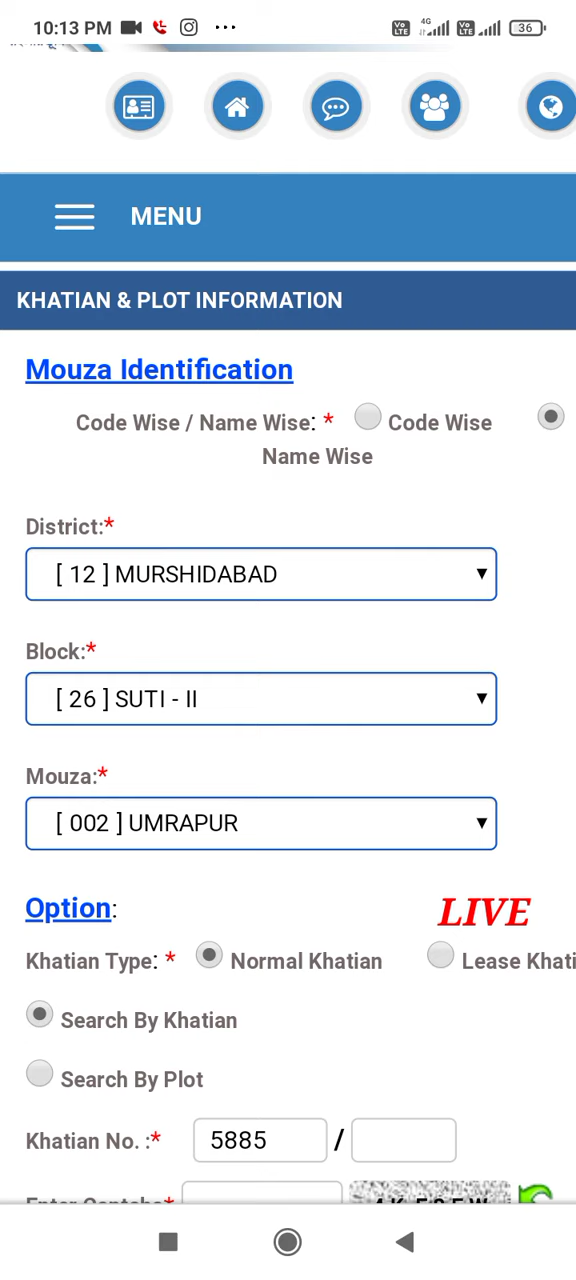 10:13 PM
4G
36
MENU
KHATIAN & PLOT INFORMATION
Mouza Identification
Code Wise / Name Wise: * Code Wise
Name Wise
District:*
[ 12 ] MURSHIDABAD
Block:*
[ 26 ] SUTI - II
Mouza:*
[ 002 ] UMRAPUR
Option:
LIVE
Khatian Type: * Normal Khatian Lease Khati
Search By Khatian
Search By Plot
Khatian No. :* 5885 /